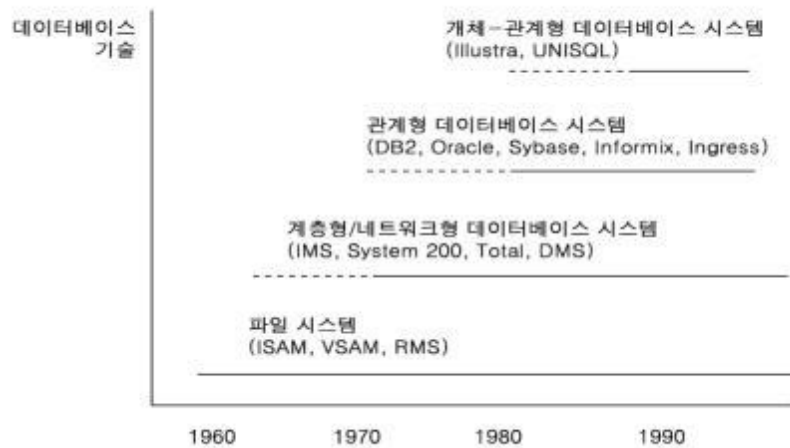 데이터베이스
기술
개체-관계형 데이터베이스 시스템
(Illustra, UNISQL)
관계형 데이터베이스 시스템
(DB2, Oracle, Sybase, Informix, Ingress)
계층형/네트워크형 데이터베이스 시스템
(IMS, System 200, Total, DMS)
파일 시스템
(ISAM, VSAM, RMS)
1960 1970 1980 1990